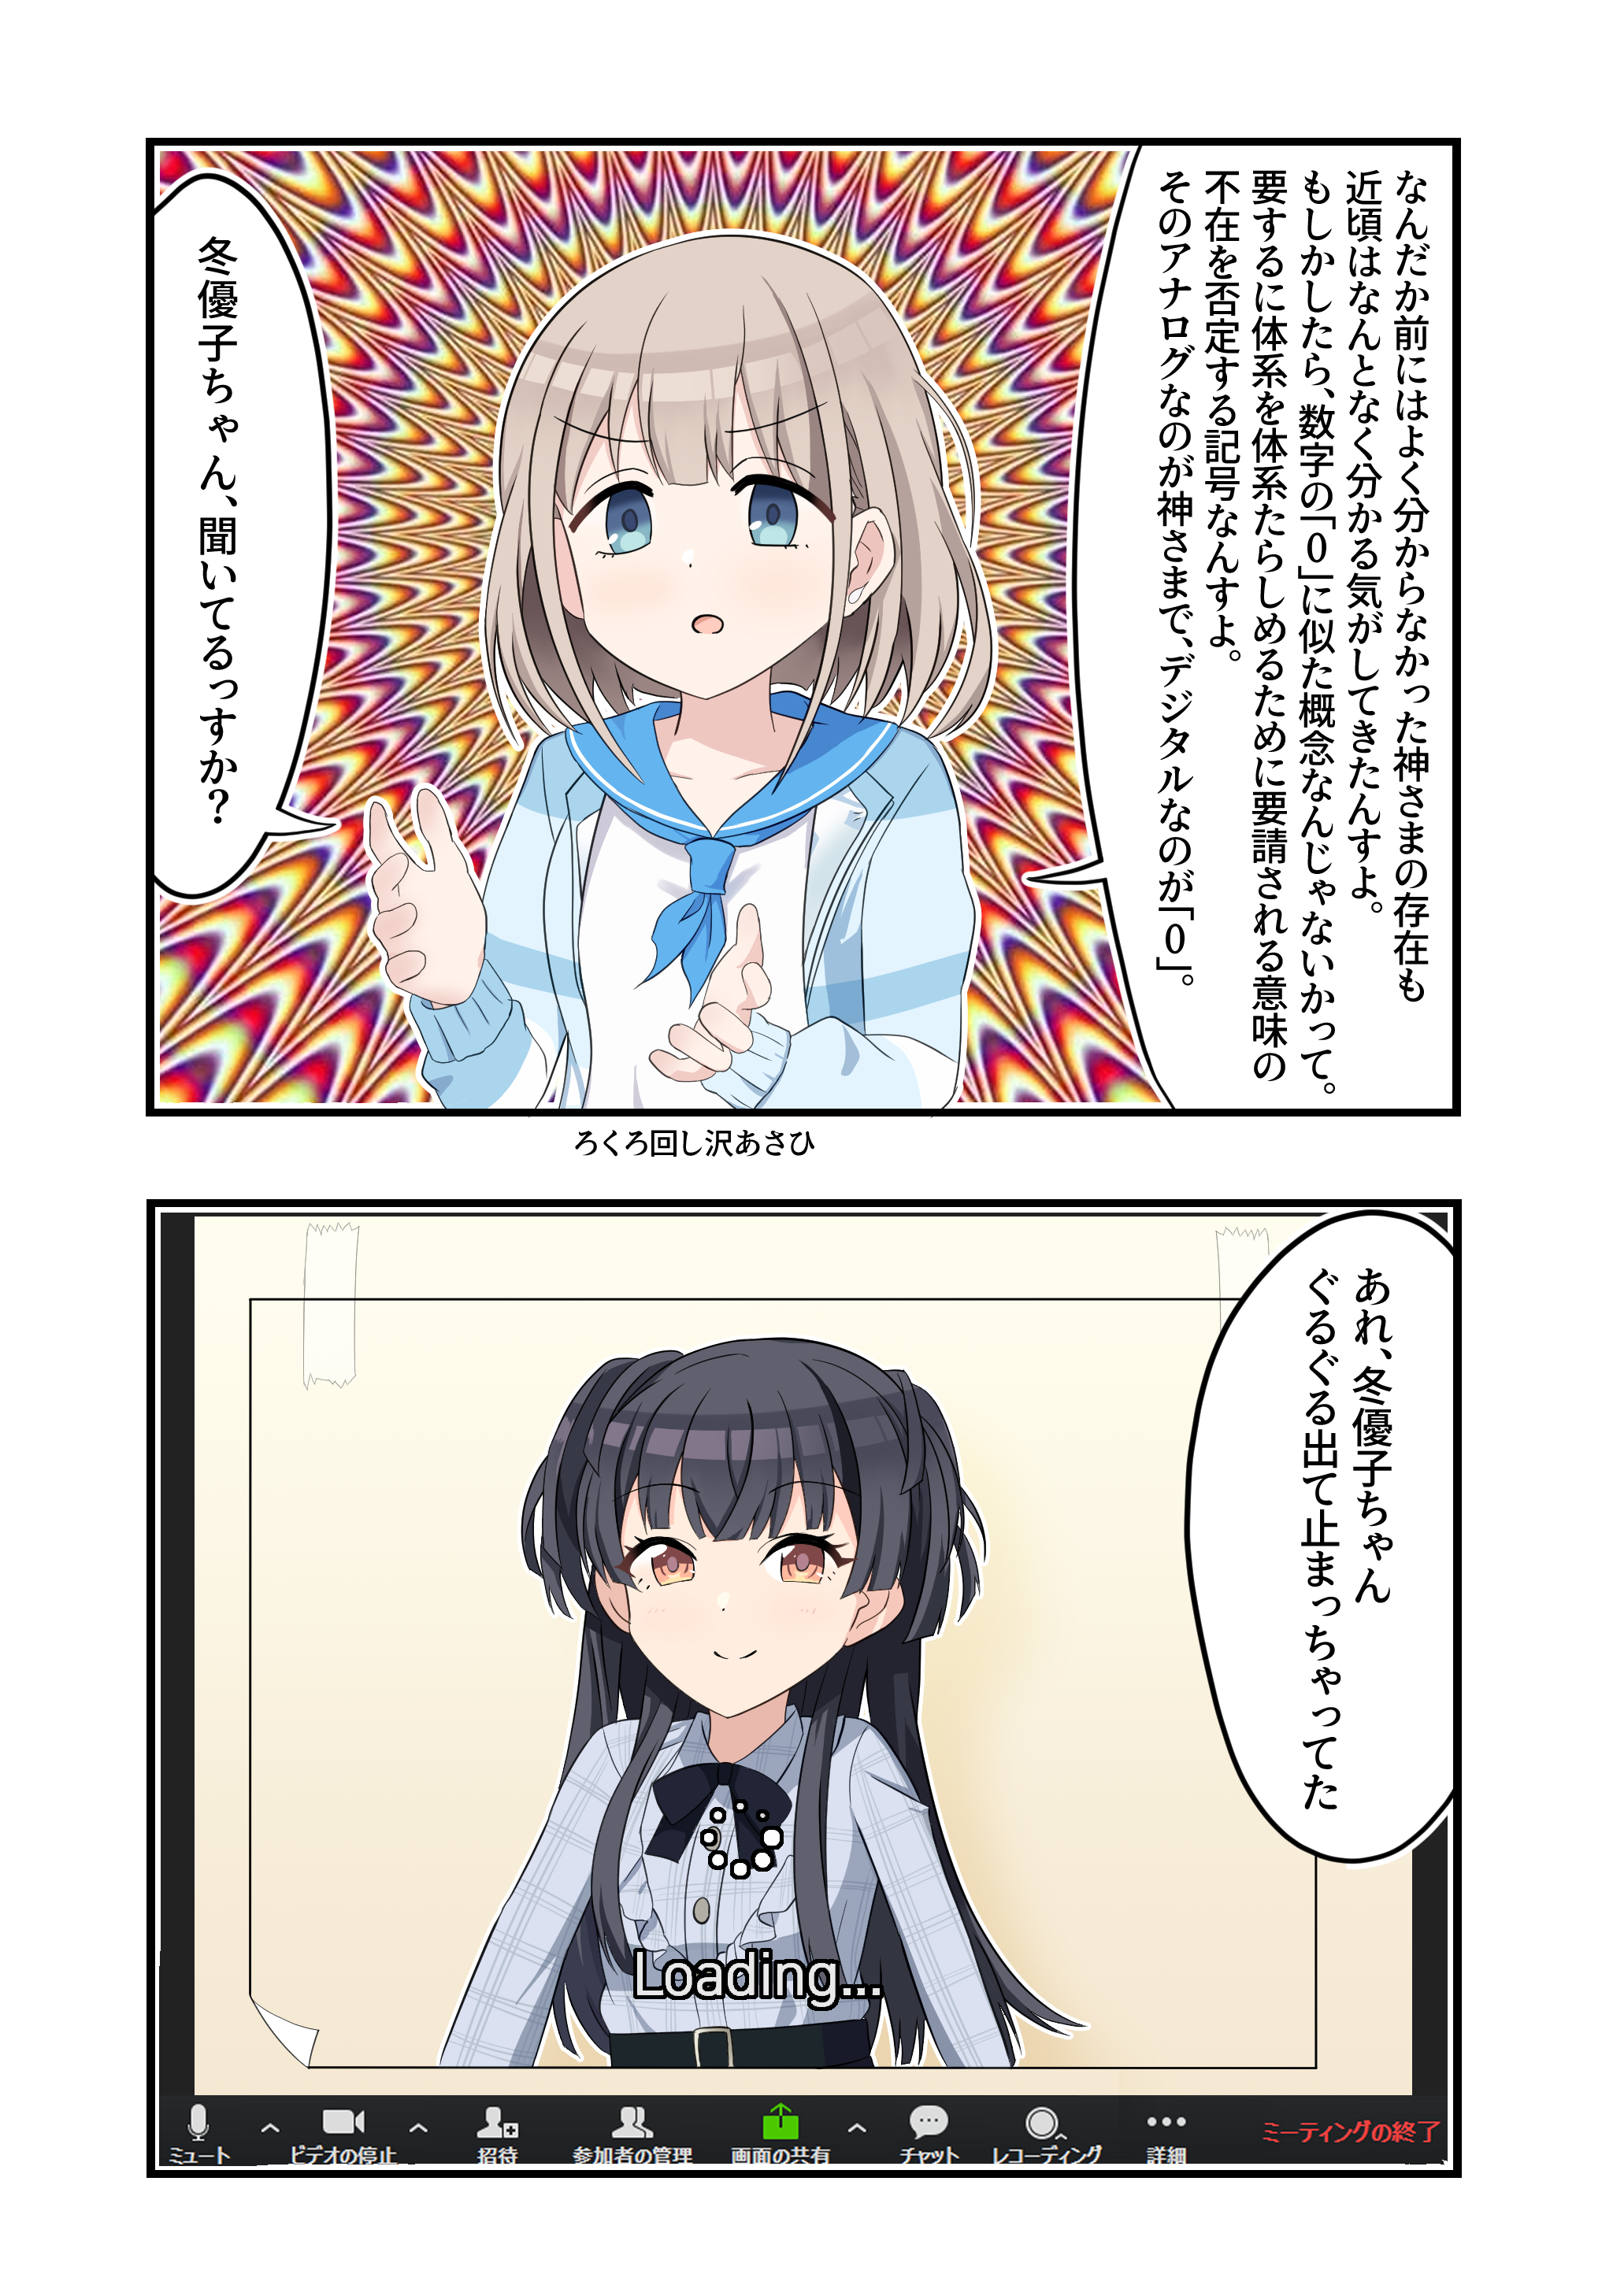 なんだか前にはよく分からなかった神さまの存在も
近頃はなんとなく分かる気がしてきたんすよ。
もしかしたら、数字の「0」に似た概念なんじゃないかって。
要するに体系を体系たらしめるために要請される意味の
不在を否定する記号なんすよ。
そのアナログなのが神さまで、デジタルなのが「0」。
冬優子ちゃん、聞いてるっすか?
ろくろ回し沢あさひ
あれ、冬優子ちゃん
ぐるぐる出て止まっちゃってた
Loading...
ミュート
ビデオの停止
招待
参加者の管理
画面の共有
チャット
レコーディング
詳細
ミーティングの終了